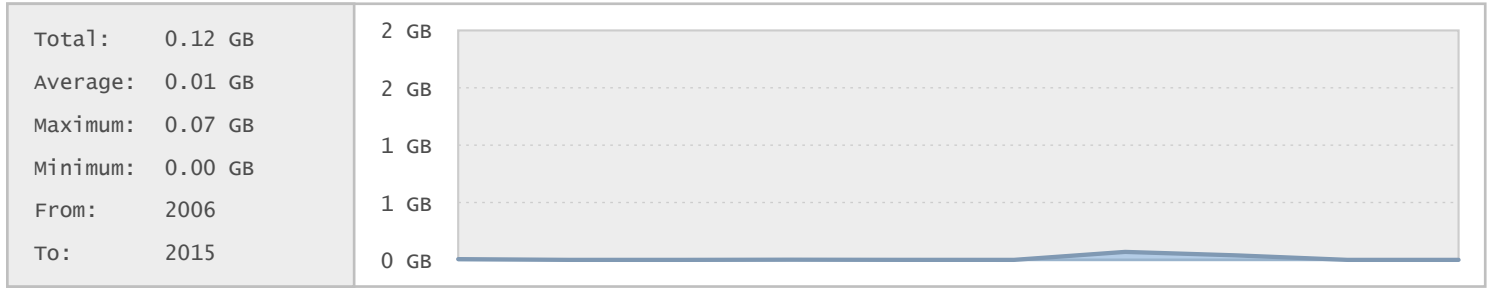 Total: 0.12 GB
Average: 0.01 GB
Maximum: 0.07 GB
Minimum: 0.00 GB
From: 2006
To: 2015
2 GB
2 GB
1 GB
1 GB
0 GB